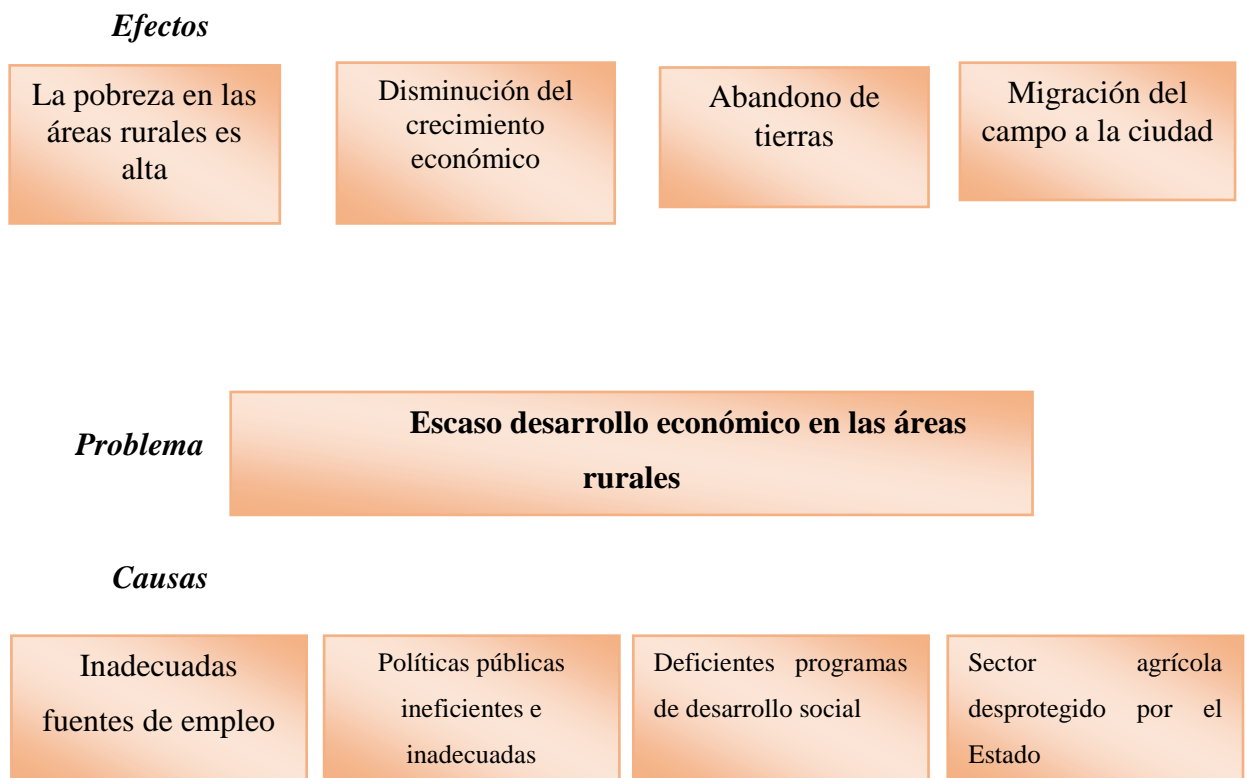 Efectos
La pobreza en las
áreas rurales es
alta
Disminución del
crecimiento
económico
Abandono de
tierras
Migración del
campo a la ciudad
Problema
Escaso desarrollo económico en las áreas
rurales
Causas
Inadecuadas
fuentes de empleo
Políticas públicas
ineficientes e
inadecuadas
Deficientes programas
de desarrollo social
Sector agrícola
desprotegido por el
Estado